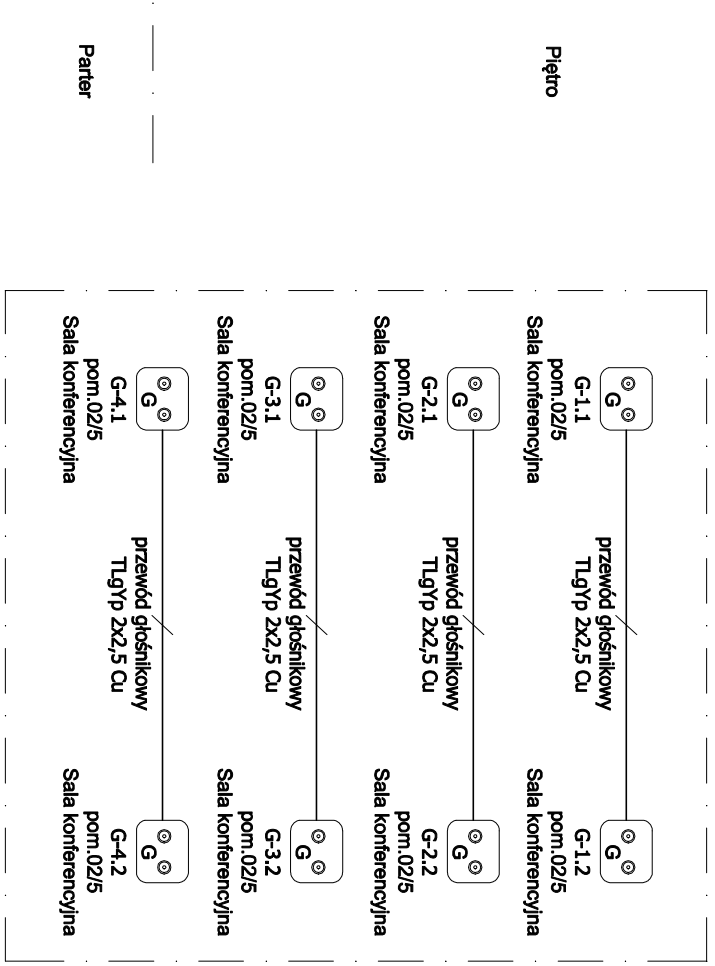 Piętro
Parter
G
G-1.1
pom.02/5
Sala konferencyjna
przewód głośnikowy
TLgYp 2x2,5 Cu
G
G-1.2
pom.02/5
Sala konferencyjna
G
G-2.1
pom.02/5
Sala konferencyjna
przewód głośnikowy
TLgYp 2x2,5 Cu
G
G-2.2
pom.02/5
Sala konferencyjna
G
G-3.1
pom.02/5
Sala konferencyjna
przewód głośnikowy
TLgYp 2x2,5 Cu
G
G-3.2
pom.02/5
Sala konferencyjna
G
G-4.1
pom.02/5
Sala konferencyjna
przewód głośnikowy
TLgYp 2x2,5 Cu
G
G-4.2
pom.02/5
Sala konferencyjna